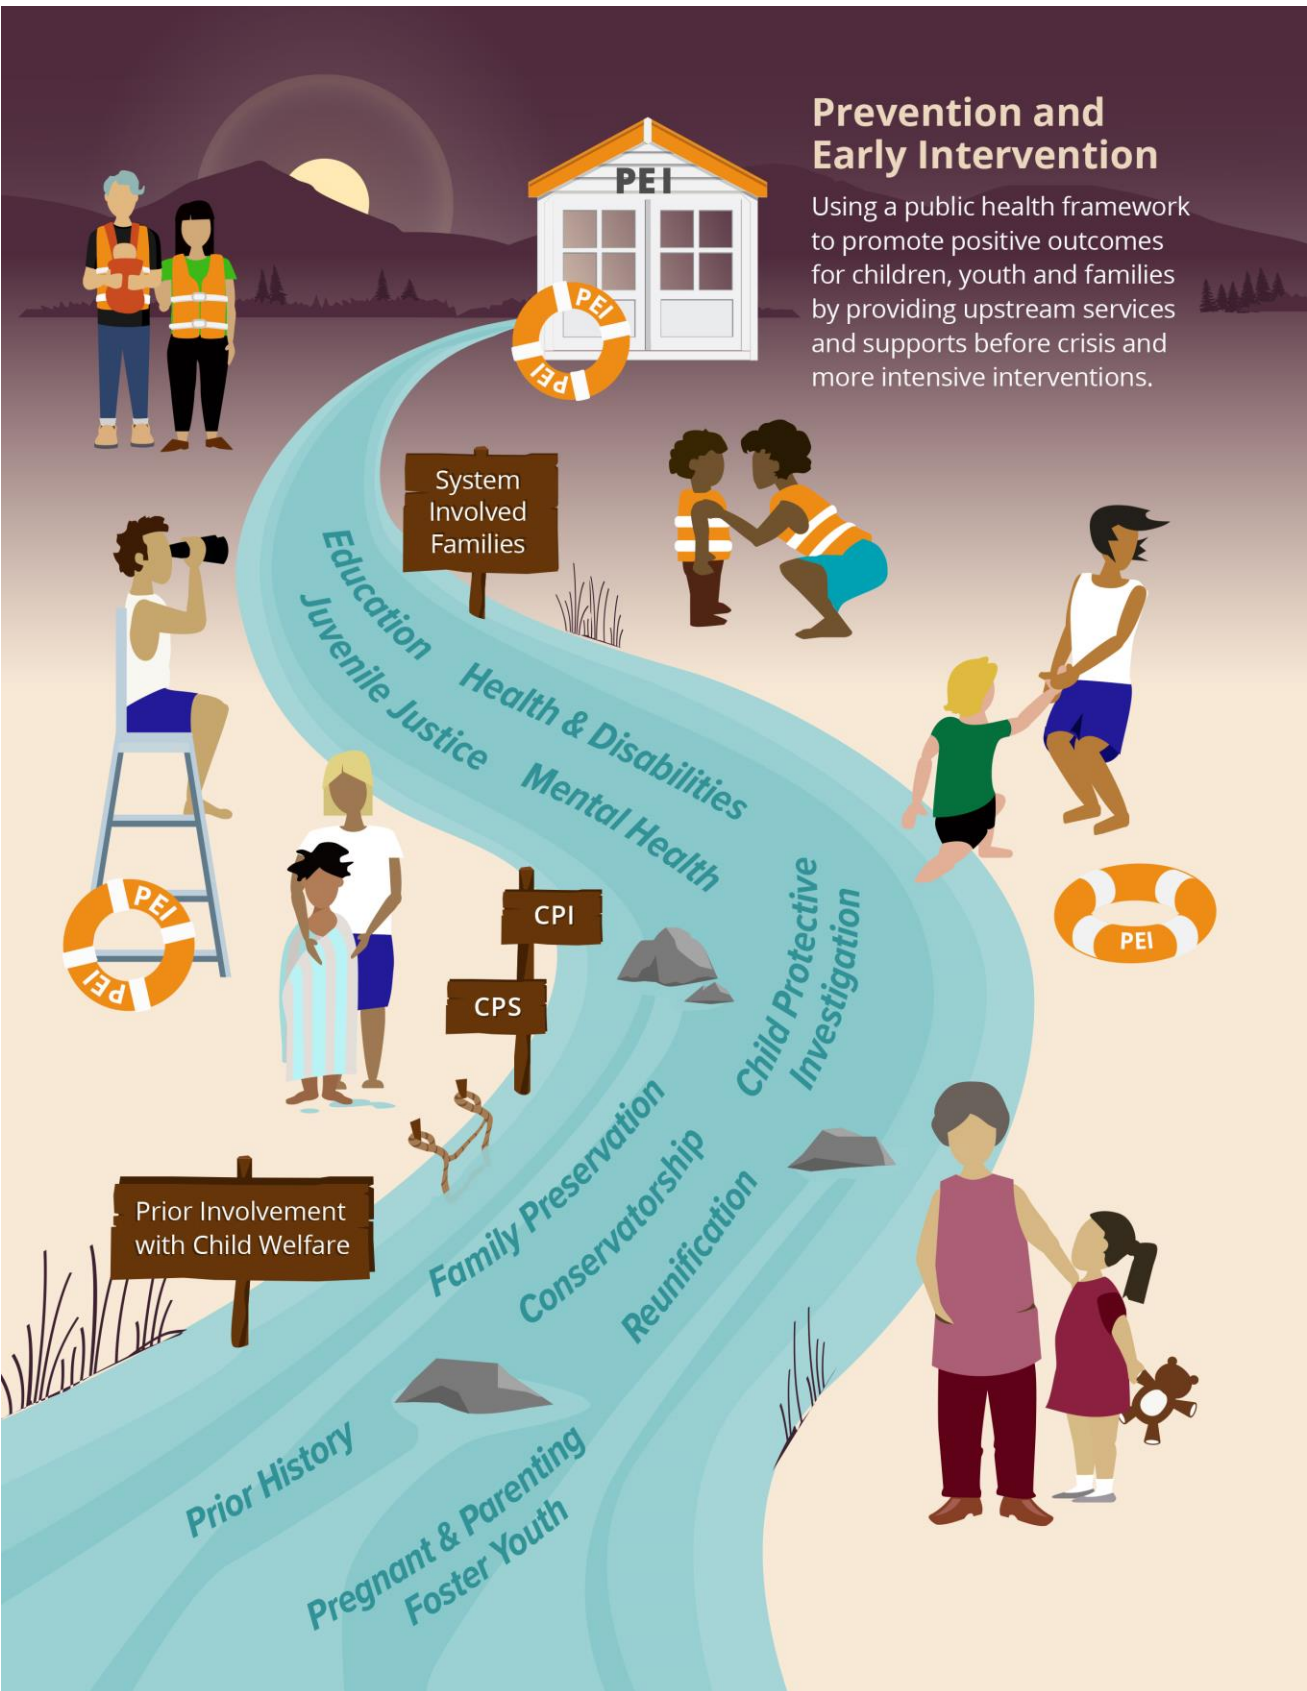 Prevention and
Early Intervention
Using a public health framework
to promote positive outcomes
for children, youth and families
by providing upstream services
and supports before crisis and
more intensive interventions.
PEI
PEI
PEI
System
Involved
Families
Education
Juvenile Justice
Health & Disabilities
Mental Health
Child Protective
Investigation
PEI
PEI
PEI
CPI
CPS
Family Preservation
Conservatorship
Reunification
Prior Involvement
with Child Welfare
Prior History
Pregnant & Parenting
Foster Youth